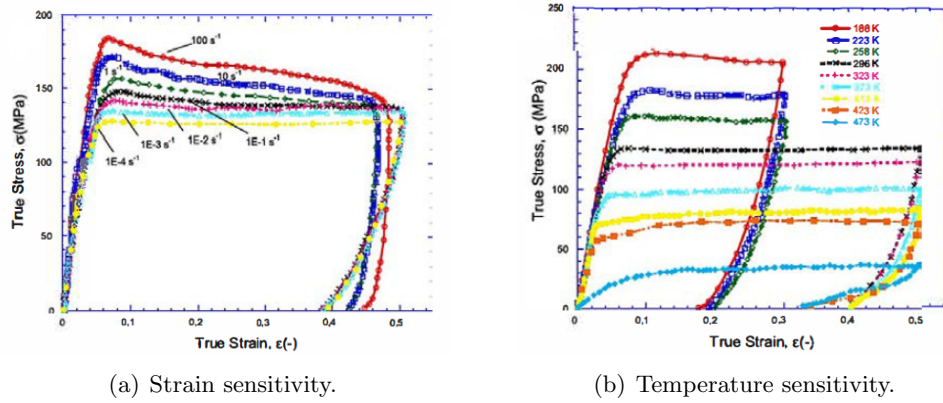 (a)
200
150
100
50
0
0
0,1
0,2
0,3
0,4
0,5
True Stress, σ(MPa)
True Strain, ε(-)
100 s⁻¹
10 s⁻¹
1 s⁻¹
1E-4 s⁻¹
1E-3 s⁻¹
1E-2 s⁻¹
1E-1 s⁻¹
(a) Strain sensitivity.
(b)
250
200
150
100
50
0
0
0,1
0,2
0,3
0,4
0,5
True Stress, σ (MPa)
True Strain, ε(-)
223 K
296 K
323 K
423 K
473 K
(b) Temperature sensitivity.